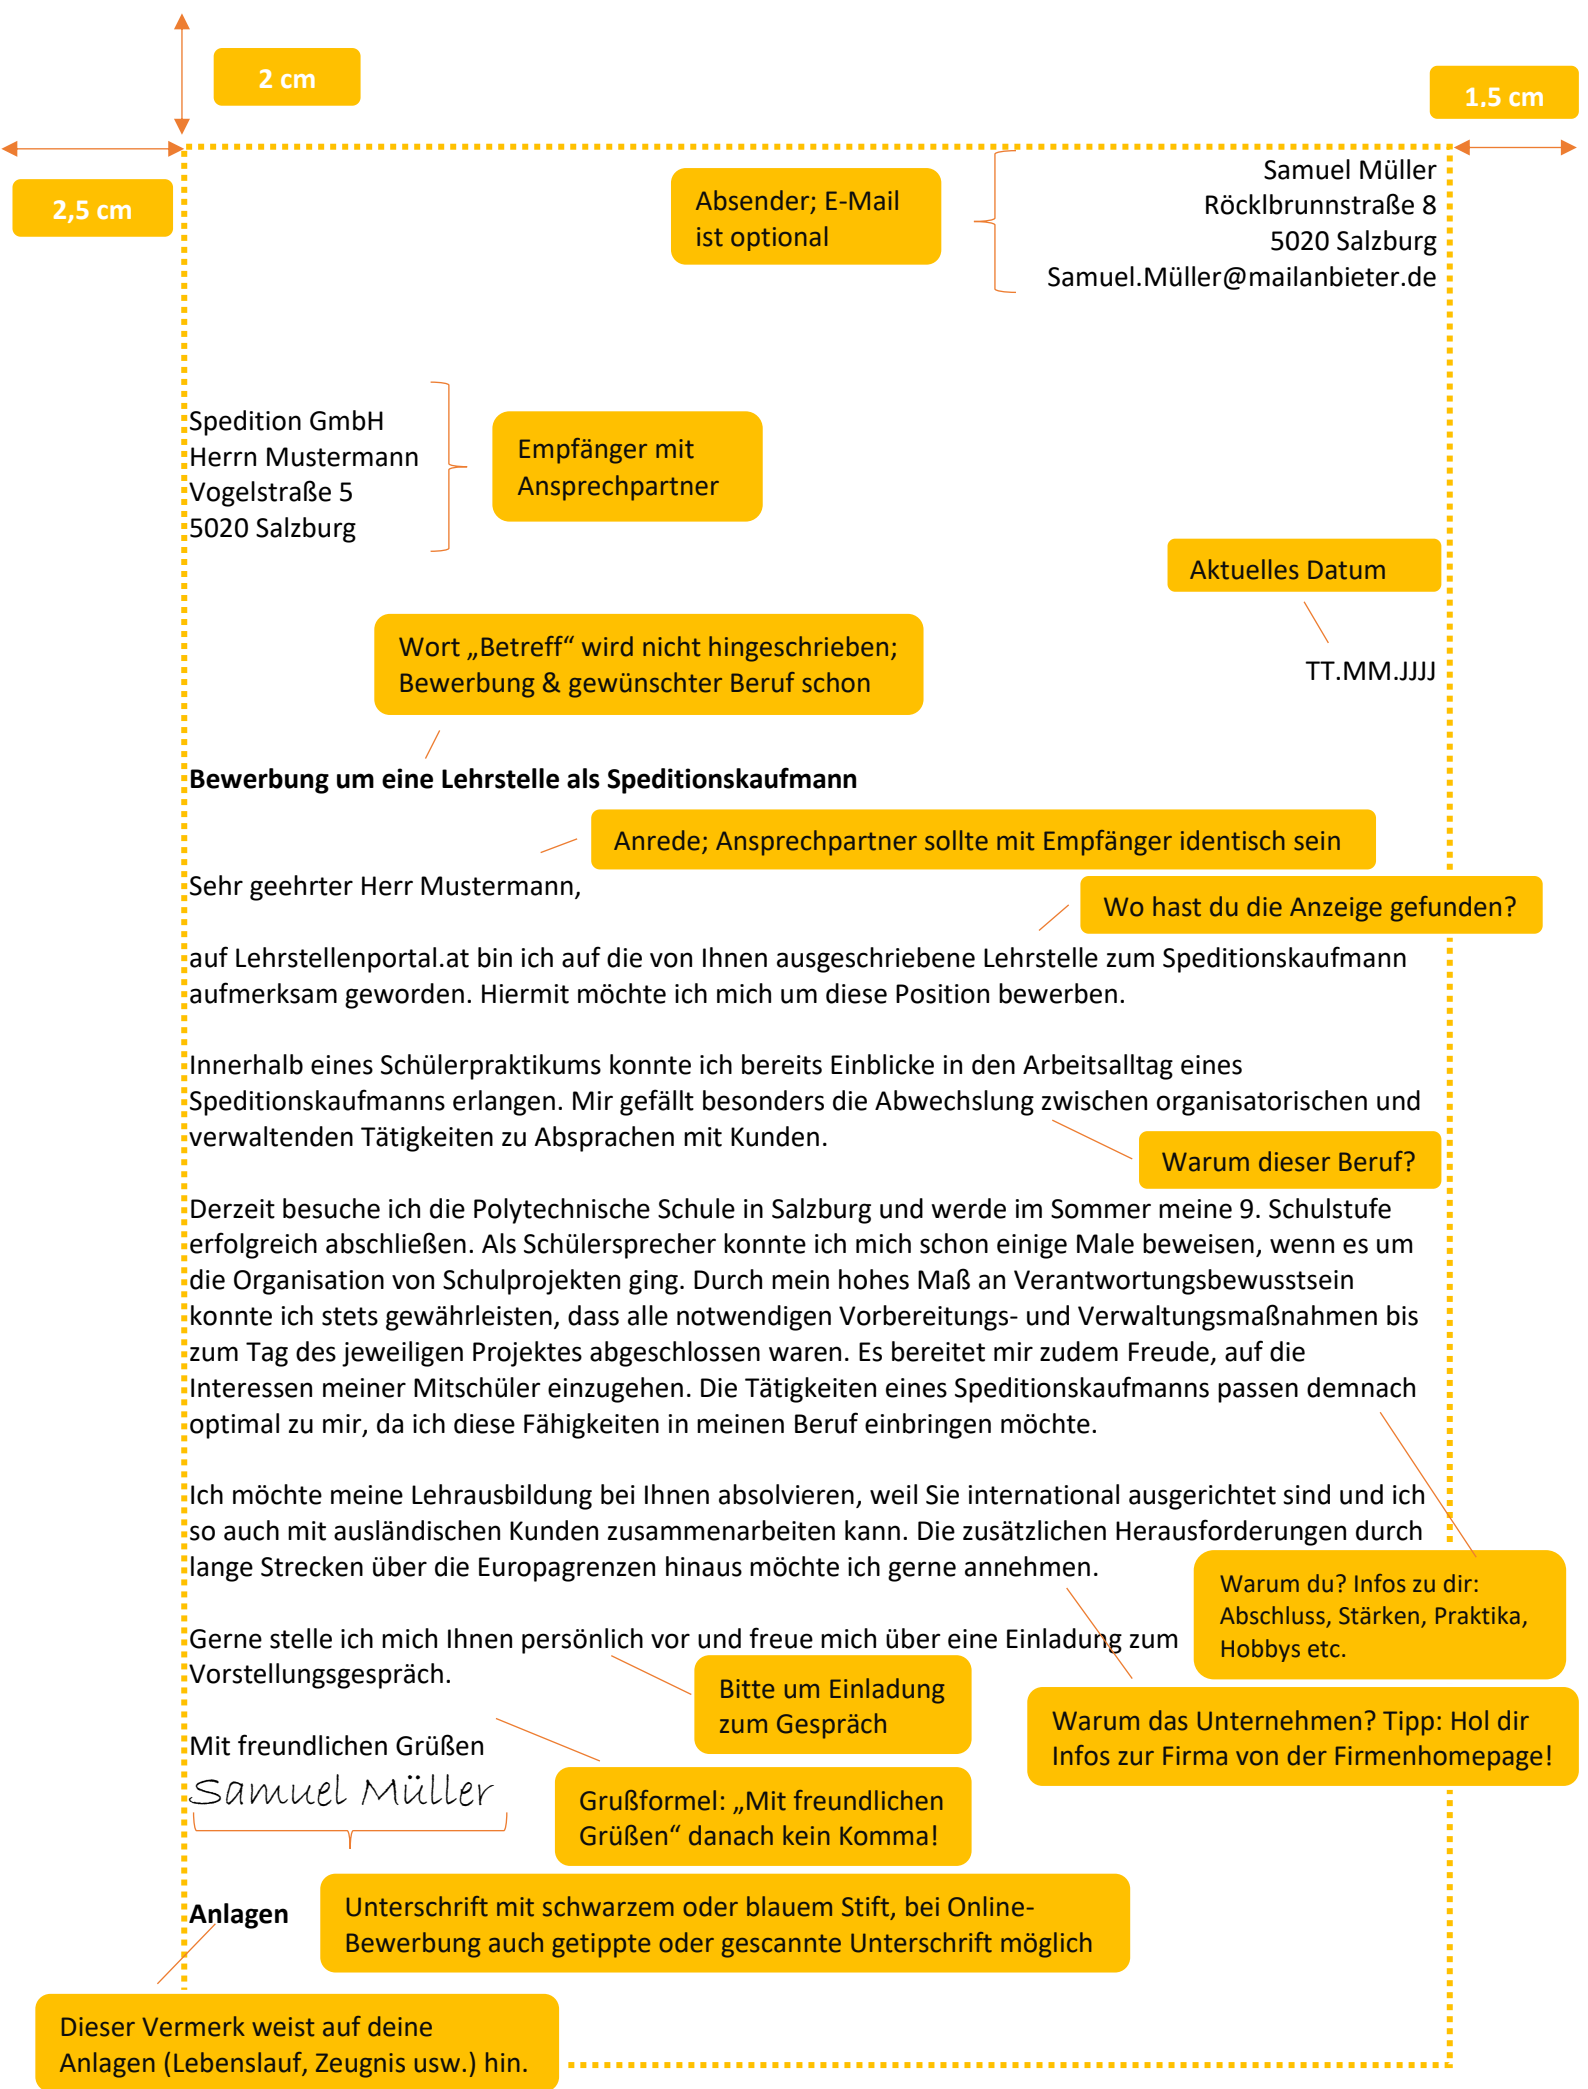 2 cm
1,5 cm
2,5 cm
Absender; E-Mail
ist optional
Samuel Müller
Röcklbrunnstraße 8
5020 Salzburg
Samuel.Müller@mailanbieter.de
Spedition GmbH
Herrn Mustermann
Vogelstraße 5
5020 Salzburg
Empfänger mit
Ansprechpartner
Aktuelles Datum
TT.MM.JJJJ
Wort „Betreff“ wird nicht hingeschrieben;
Bewerbung & gewünschter Beruf schon
Bewerbung um eine Lehrstelle als Speditionskaufmann
Anrede; Ansprechpartner sollte mit Empfänger identisch sein
Sehr geehrter Herr Mustermann,
Wo hast du die Anzeige gefunden?
auf Lehrstellenportal.at bin ich auf die von Ihnen ausgeschriebene Lehrstelle zum Speditionskaufmann
aufmerksam geworden. Hiermit möchte ich mich um diese Position bewerben.
Innerhalb eines Schülerpraktikums konnte ich bereits Einblicke in den Arbeitsalltag eines
Speditionskaufmanns erlangen. Mir gefällt besonders die Abwechslung zwischen organisatorischen und
verwaltenden Tätigkeiten zu Absprachen mit Kunden.
Warum dieser Beruf?
Derzeit besuche ich die Polytechnische Schule in Salzburg und werde im Sommer meine 9. Schulstufe
erfolgreich abschließen. Als Schülersprecher konnte ich mich schon einige Male beweisen, wenn es um
die Organisation von Schulprojekten ging. Durch mein hohes Maß an Verantwortungsbewusstsein
konnte ich stets gewährleisten, dass alle notwendigen Vorbereitungs- und Verwaltungsmaßnahmen bis
zum Tag des jeweiligen Projektes abgeschlossen waren. Es bereitet mir zudem Freude, auf die
Interessen meiner Mitschüler einzugehen. Die Tätigkeiten eines Speditionskaufmanns passen demnach
optimal zu mir, da ich diese Fähigkeiten in meinen Beruf einbringen möchte.
Ich möchte meine Lehrausbildung bei Ihnen absolvieren, weil Sie international ausgerichtet sind und ich
so auch mit ausländischen Kunden zusammenarbeiten kann. Die zusätzlichen Herausforderungen durch
lange Strecken über die Europagrenzen hinaus möchte ich gerne annehmen.
Warum du? Infos zu dir:
Abschluss, Stärken, Praktika,
Hobbys etc.
Gerne stelle ich mich Ihnen persönlich vor und freue mich über eine Einladung zum
Vorstellungsgespräch.
Bitte um Einladung
zum Gespräch
Warum das Unternehmen? Tipp: Hol dir
Infos zur Firma von der Firmenhomepage!
Mit freundlichen Grüßen
Samuel Müller
Grußformel: „Mit freundlichen
Grüßen“ danach kein Komma!
Anlagen
Unterschrift mit schwarzem oder blauem Stift, bei Online-
Bewerbung auch getippte oder gescannte Unterschrift möglich
Dieser Vermerk weist auf deine
Anlagen (Lebenslauf, Zeugnis usw.) hin.